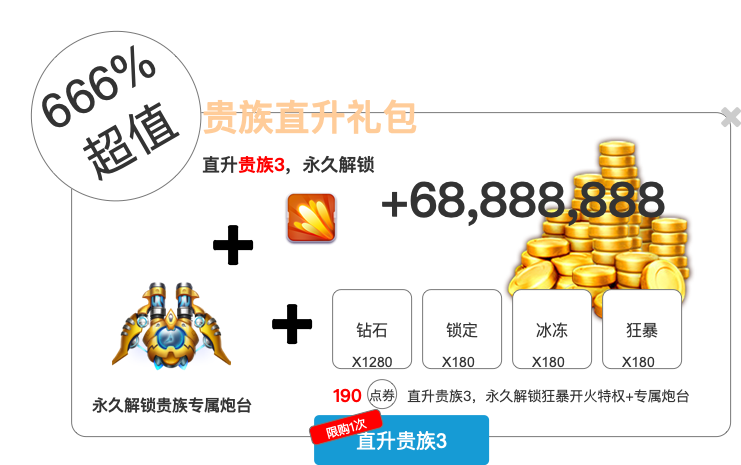 666%
超值
贵族直升礼包
直升贵族3，永久解锁
+68,888,888
钻石
X1280
锁定
X180
冰冻
X180
狂暴
X180
永久解锁贵族专属炮台
190 点券 直升贵族3，永久解锁狂暴开火特权+专属炮台
限购1次
直升贵族3